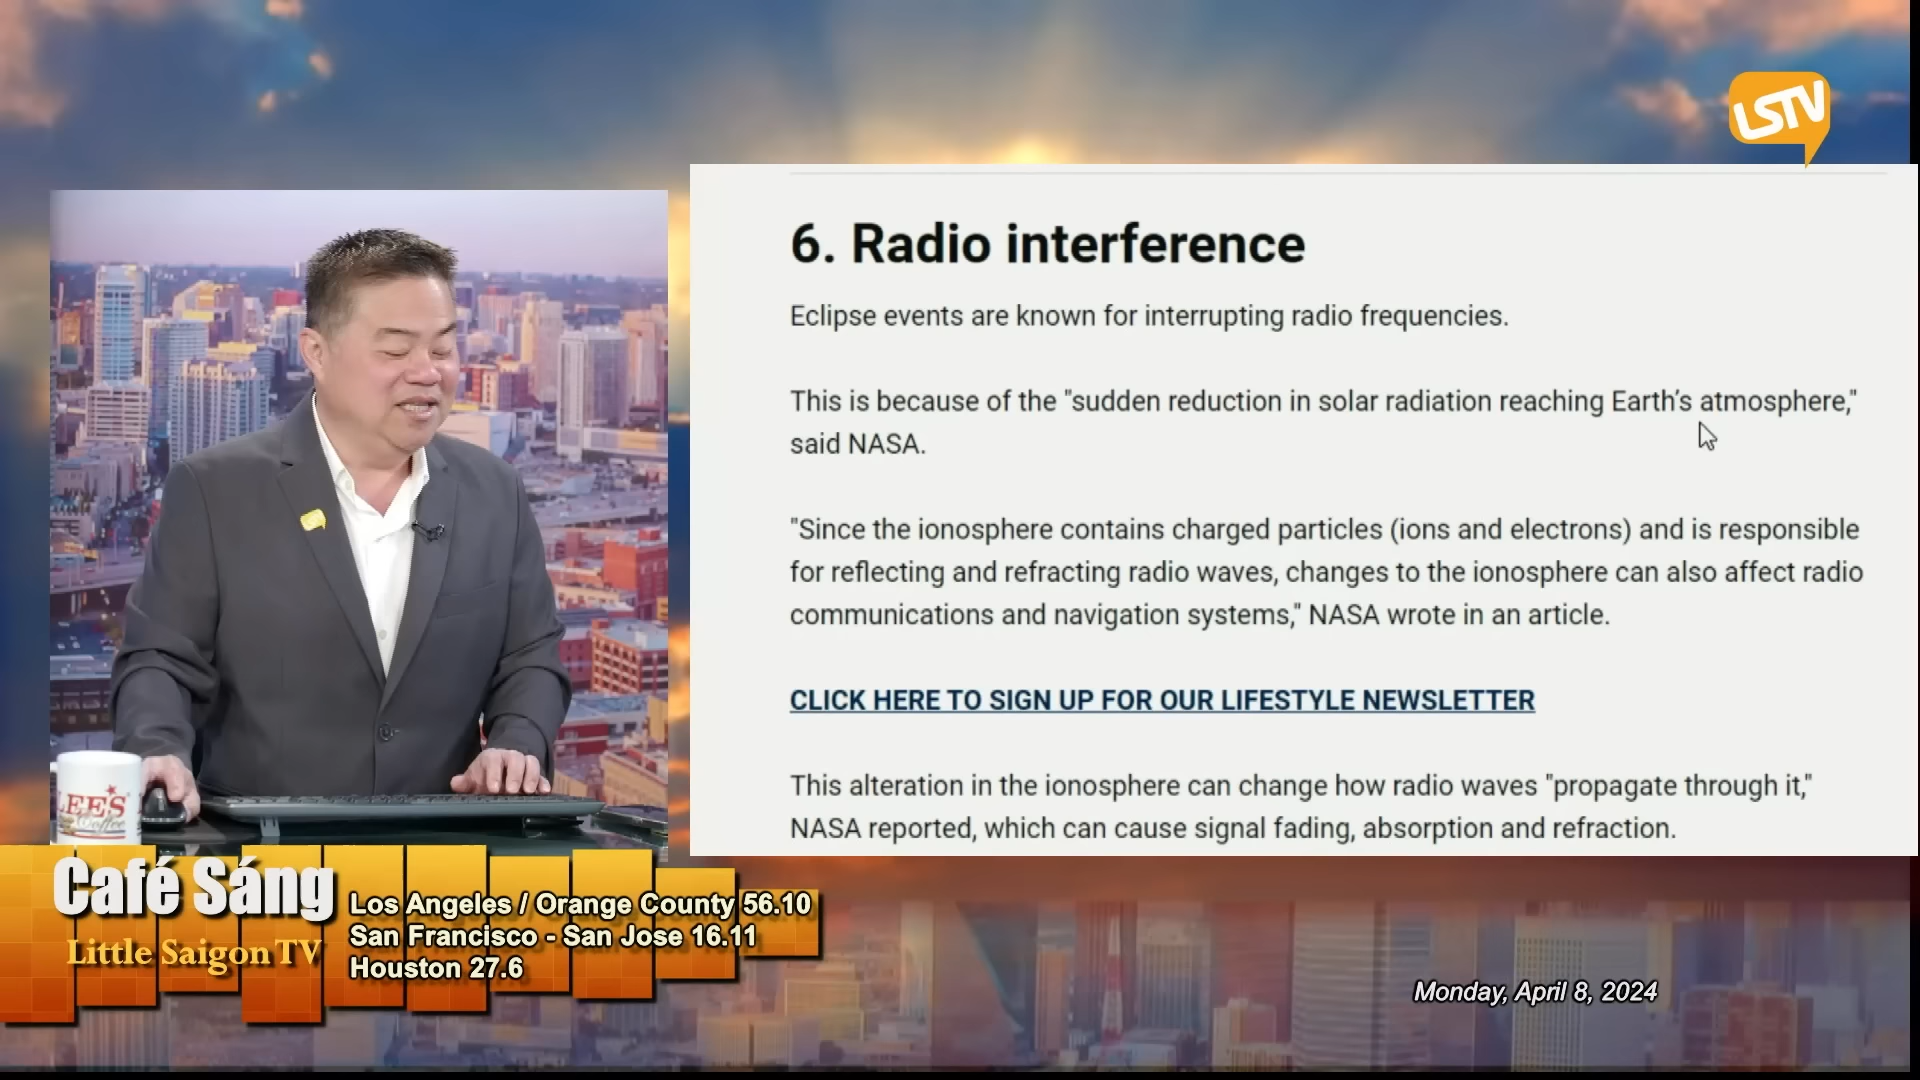 LSTV
6. Radio interference
Eclipse events are known for interrupting radio frequencies.
This is because of the "sudden reduction in solar radiation reaching Earth’s atmosphere,"
said NASA.
"Since the ionosphere contains charged particles (ions and electrons) and is responsible
for reflecting and refracting radio waves, changes to the ionosphere can also affect radio
communications and navigation systems," NASA wrote in an article.
CLICK HERE TO SIGN UP FOR OUR LIFESTYLE NEWSLETTER
This alteration in the ionosphere can change how radio waves "propagate through it,"
NASA reported, which can cause signal fading, absorption and refraction.
LEE'S
Coffee
Café Sáng
Little Saigon TV
Los Angeles / Orange County 56.10
San Francisco - San Jose 16.11
Houston 27.6
Monday, April 8, 2024